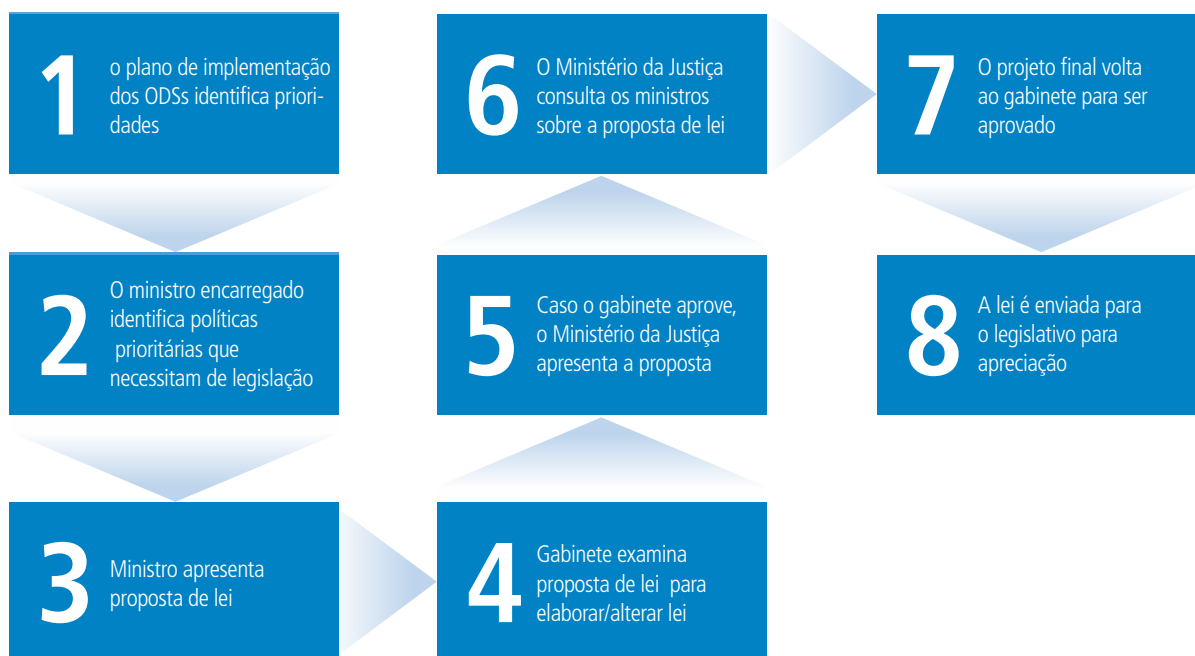 1
o plano de implementação
dos ODSs identifica priori-
dades
2
O ministro encarregado
identifica políticas
prioritárias que
necessitam de legislação
3
Ministro apresenta
proposta de lei
4
Gabinete examina
proposta de lei para
elaborar/alterar lei
5
Caso o gabinete aprove,
o Ministério da Justiça
apresenta a proposta
6
O Ministério da Justiça
consulta os ministros
sobre a proposta de lei
7
O projeto final volta
ao gabinete para ser
aprovado
8
A lei é enviada para
o legislativo para
apreciação